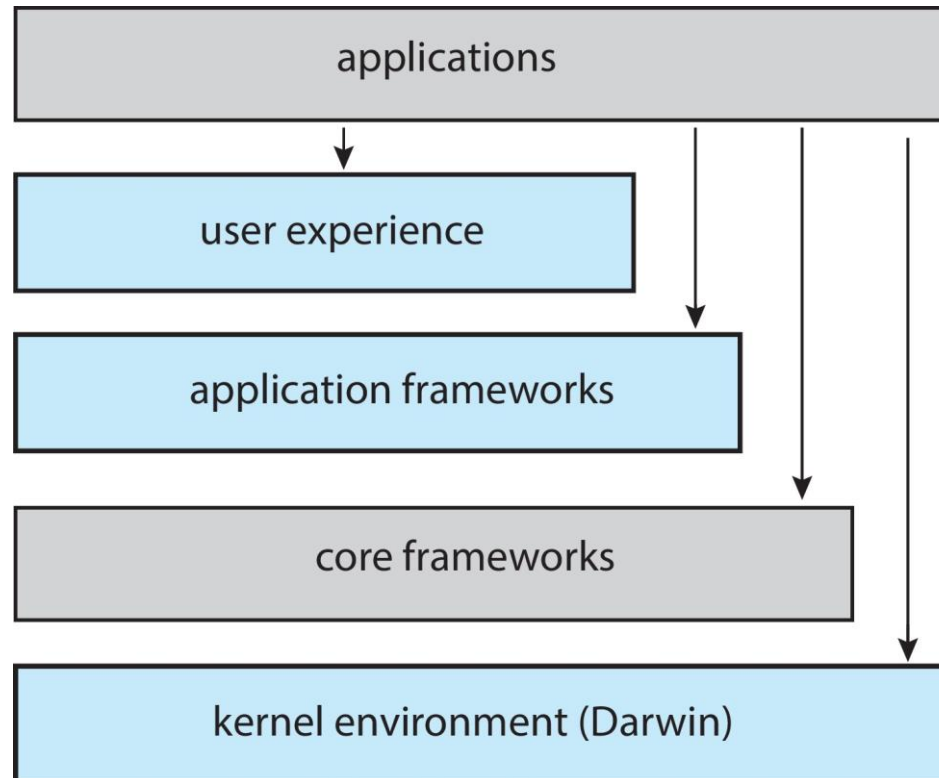 applications
user experience
application frameworks
core frameworks
kernel environment (Darwin)